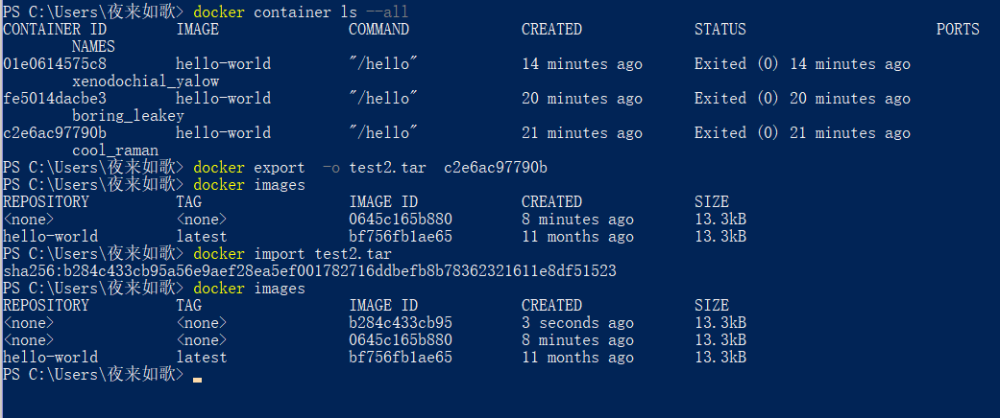 PS C:\Users\夜来如歌> docker container ls --all
CONTAINER ID        IMAGE               COMMAND             CREATED             STATUS                      PORTS
        NAMES
01e0614575c8        hello-world         "/hello"            14 minutes ago      Exited (0) 14 minutes ago
        xenodochial_yalow
fe5014dacbe3        hello-world         "/hello"            20 minutes ago      Exited (0) 20 minutes ago
        boring_leakey
c2e6ac97790b        hello-world         "/hello"            21 minutes ago      Exited (0) 21 minutes ago
        cool_raman
PS C:\Users\夜来如歌> docker export  -o test2.tar  c2e6ac97790b
PS C:\Users\夜来如歌> docker images
REPOSITORY          TAG                 IMAGE ID            CREATED             SIZE
<none>              <none>              0645c165b880        8 minutes ago       13.3kB
hello-world         latest              bf756fb1ae65        11 months ago       13.3kB
PS C:\Users\夜来如歌> docker import test2.tar
sha256:b284c433cb95a56e9aef28ea5ef001782716ddbefb8b78362321611e8df51523
PS C:\Users\夜来如歌> docker images
REPOSITORY          TAG                 IMAGE ID            CREATED             SIZE
<none>              <none>              b284c433cb95        3 seconds ago       13.3kB
<none>              <none>              0645c165b880        8 minutes ago       13.3kB
hello-world         latest              bf756fb1ae65        11 months ago       13.3kB
PS C:\Users\夜来如歌>